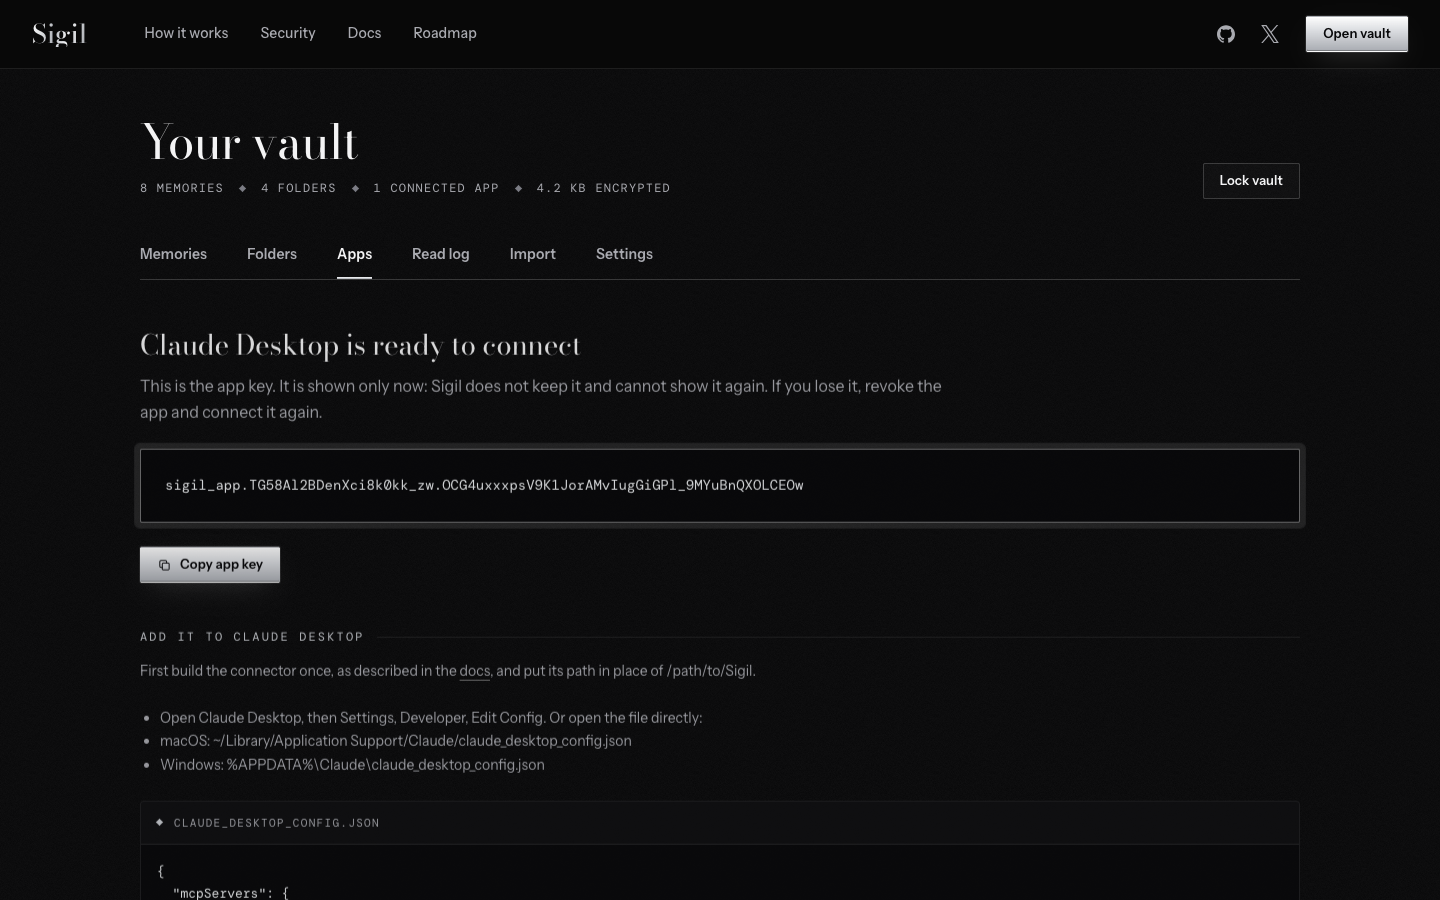 Sigil
How it works
Security
Docs
Roadmap
Open vault
Your vault
8 MEMORIES ◆ 4 FOLDERS ◆ 1 CONNECTED APP ◆ 4.2 KB ENCRYPTED
Lock vault
Memories
Folders
Apps
Read log
Import
Settings
Claude Desktop is ready to connect
This is the app key. It is shown only now: Sigil does not keep it and cannot show it again. If you lose it, revoke the
app and connect it again.
sigil_app.TG58Al2BDenXci8k0kk_zw.OCG4uxxxpsV9K1JorAMvIugGiGPl_9MYuBnQXOLCEOw
Copy app key
ADD IT TO CLAUDE DESKTOP
First build the connector once, as described in the docs, and put its path in place of /path/to/Sigil.
• Open Claude Desktop, then Settings, Developer, Edit Config. Or open the file directly:
• macOS: ~/Library/Application Support/Claude/claude_desktop_config.json
• Windows: %APPDATA%\Claude\claude_desktop_config.json
◆ CLAUDE_DESKTOP_CONFIG.JSON
{
"mcpServers": {